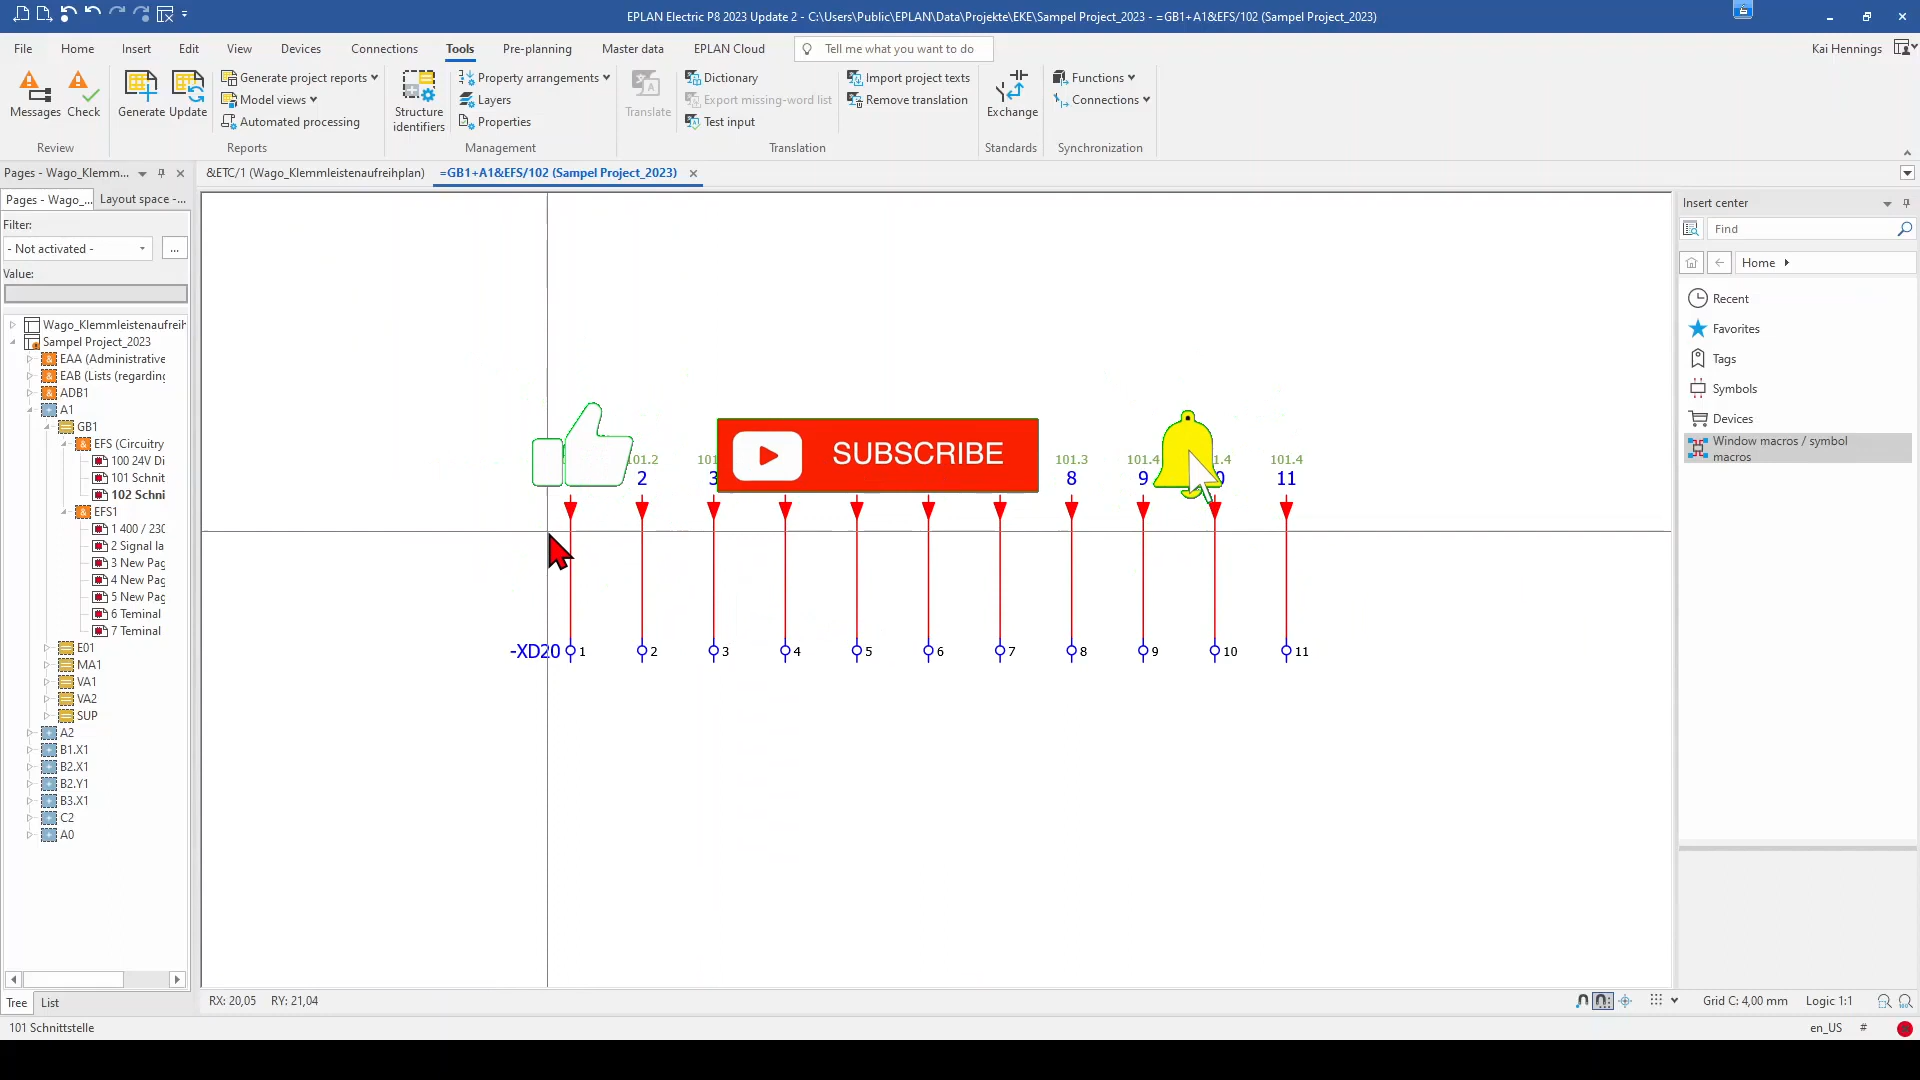 EPLAN Electric P8 2023 Update 2 - C:\Users\Public\EPLAN\Data\Projekte\EKE\Sampel Project_2023 - =GB1+A1&EFS/102 (Sampel Project_2023)
File Home Insert Edit View Devices Connections Tools Pre-planning Master data EPLAN Cloud Tell me what you want to do Kai Hennings
Messages Check
Review
Generate Update
Generate project reports
Model views
Automated processing
Reports
Structure
identifiers
Property arrangements
Layers
Properties
Management
Translate
Dictionary
Export missing-word list
Test input
Import project texts
Remove translation
Translation
Exchange
Standards
Functions
Connections
Synchronization
Pages - Wago_Klemm...
Pages - Wago_... Layout space -...
Filter:
- Not activated - ...
Value:
Wago_Klemmleistenaufreih
Sampel Project_2023
EAA (Administrative
EAB (Lists (regarding
ADB1
A1
GB1
EFS (Circuitry
100 24V Di
101 Schnit
102 Schni
EFS1
1 400 / 230
2 Signal la
3 New Pag
4 New Pag
5 New Pag
6 Teminal
7 Teminal
E01
MA1
VA1
VA2
SUP
A2
B1.X1
B2.X1
B2.Y1
B3.X1
C2
A0
Tree List
101 Schnittstelle
&ETC/1 (Wago_Klemmleistenaufreihplan) =GB1+A1&EFS/102 (Sampel Project_2023)
101.2 101 101.3 101.4 1.4 101.4
2 3 8 9 0 11
SUBSCRIBE
-XD20 1 2 3 4 5 6 7 8 9 10 11
RX: 20,05 RY: 21,04
Grid C: 4,00 mm Logic 1:1
en_US #
Insert center
Find
Home
Recent
Favorites
Tags
Symbols
Devices
Window macros / symbol
macros